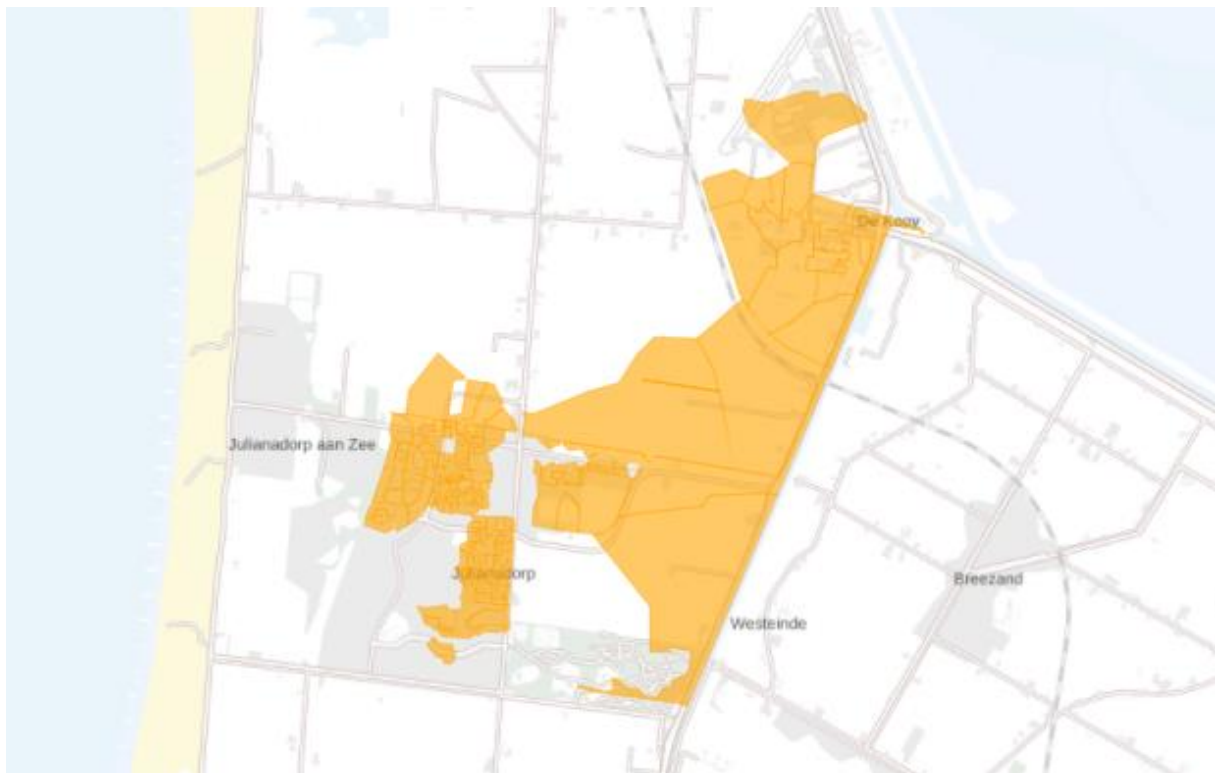 De Kooy
Julianadorp aan Zee
Julianadorp
Breezand
Westeinde